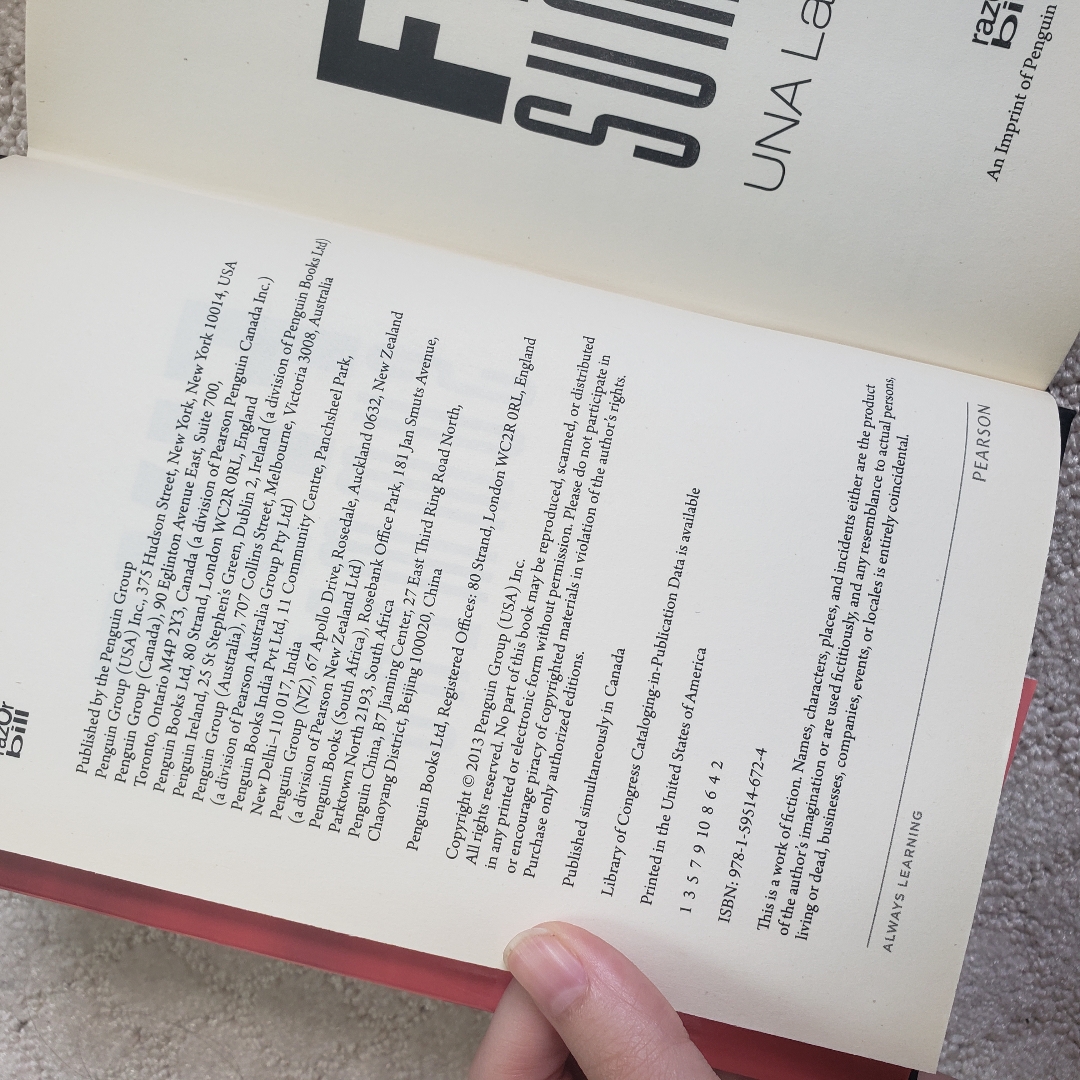 razor
bill
Published by the Penguin Group
Penguin Group (USA) Inc., 375 Hudson Street, New York, New York 10014, USA
Penguin Group (Canada), 90 Eglinton Avenue East, Suite 700,
Toronto, Ontario M4P 2Y3, Canada (a division of Pearson Penguin Canada Inc.)
Penguin Books Ltd, 80 Strand, London WC2R 0RL, England
Penguin Ireland, 25 St Stephen's Green, Dublin 2, Ireland (a division of Penguin Books Ltd)
Penguin Group (Australia), 707 Collins Street, Melbourne, Victoria 3008, Australia
(a division of Pearson Australia Group Pty Ltd)
Penguin Books India Pvt Ltd, 11 Community Centre, Panchsheel Park,
New Delhi–110 017, India
Penguin Group (NZ), 67 Apollo Drive, Rosedale, Auckland 0632, New Zealand
(a division of Pearson New Zealand Ltd)
Penguin Books (South Africa), Rosebank Office Park, 181 Jan Smuts Avenue,
Parktown North 2193, South Africa
Penguin China, B7 Jiaming Center, 27 East Third Ring Road North,
Chaoyang District, Beijing 100020, China
Penguin Books Ltd, Registered Offices: 80 Strand, London WC2R 0RL, England
Copyright © 2013 Penguin Group (USA) Inc.
All rights reserved. No part of this book may be reproduced, scanned, or distributed
in any printed or electronic form without permission. Please do not participate in
or encourage piracy of copyrighted materials in violation of the author's rights.
Purchase only authorized editions.
Published simultaneously in Canada
Library of Congress Cataloging-in-Publication Data is available
Printed in the United States of America
1 3 5 7 9 10 8 6 4 2
ISBN: 978-1-59514-672-4
This is a work of fiction. Names, characters, places, and incidents either are the product
of the author's imagination or are used fictitiously, and any resemblance to actual persons,
living or dead, businesses, companies, events, or locales is entirely coincidental.
ALWAYS LEARNING PEARSON
UNA La
An Imprint of Penguin